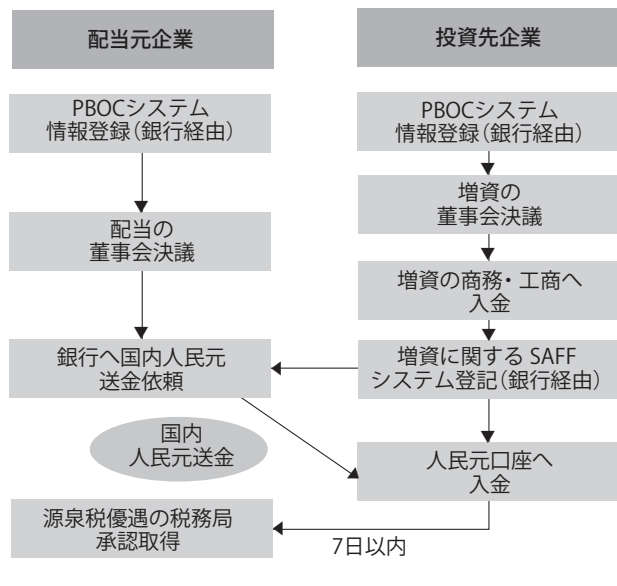 配当元企業
投資先企業
PBOCシステム
情報登録（銀行経由）
PBOCシステム
情報登録（銀行経由）
増資の
董事会決議
配当の
董事会決議
増資の商務・工商へ
入金
銀行へ国内人民元
送金依頼
増資に関する SAFF
システム登記（銀行経由）
国内
人民元送金
人民元口座へ
入金
源泉税優遇の税務局
承認取得
7日以内